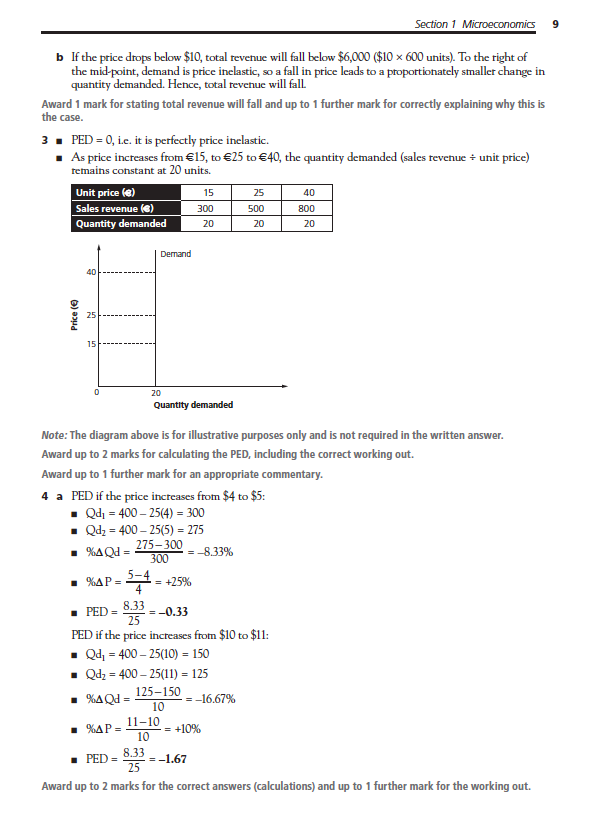 Section 1 Microeconomics 9
b If the price drops below $10, total revenue will fall below $6,000 ($10 × 600 units). To the right of
the mid-point, demand is price inelastic, so a fall in price leads to a proportionately smaller change in
quantity demanded. Hence, total revenue will fall.
Award 1 mark for stating total revenue will fall and up to 1 further mark for correctly explaining why this is
the case.
3 ■ PED = 0, i.e. it is perfectly price inelastic.
■ As price increases from €15, to €25 to €40, the quantity demanded (sales revenue ÷ unit price)
remains constant at 20 units.
Unit price (€) 15 25 40
Sales revenue (€) 300 500 800
Quantity demanded 20 20 20
Demand
40
Price (€)
25
15
0 20
Quantity demanded
Note: The diagram above is for illustrative purposes only and is not required in the written answer.
Award up to 2 marks for calculating the PED, including the correct working out.
Award up to 1 further mark for an appropriate commentary.
4 a PED if the price increases from $4 to $5:
■ Qd₁ = 400 – 25(4) = 300
■ Qd₂ = 400 – 25(5) = 275
■ %ΔQd = 275–300 / 300 = –8.33%
■ %ΔP = 5–4 / 4 = +25%
■ PED = 8.33 / 25 = –0.33
PED if the price increases from $10 to $11:
■ Qd₁ = 400 – 25(10) = 150
■ Qd₂ = 400 – 25(11) = 125
■ %ΔQd = 125–150 / 10 = –16.67%
■ %ΔP = 11–10 / 10 = +10%
■ PED = 8.33 / 25 = –1.67
Award up to 2 marks for the correct answers (calculations) and up to 1 further mark for the working out.